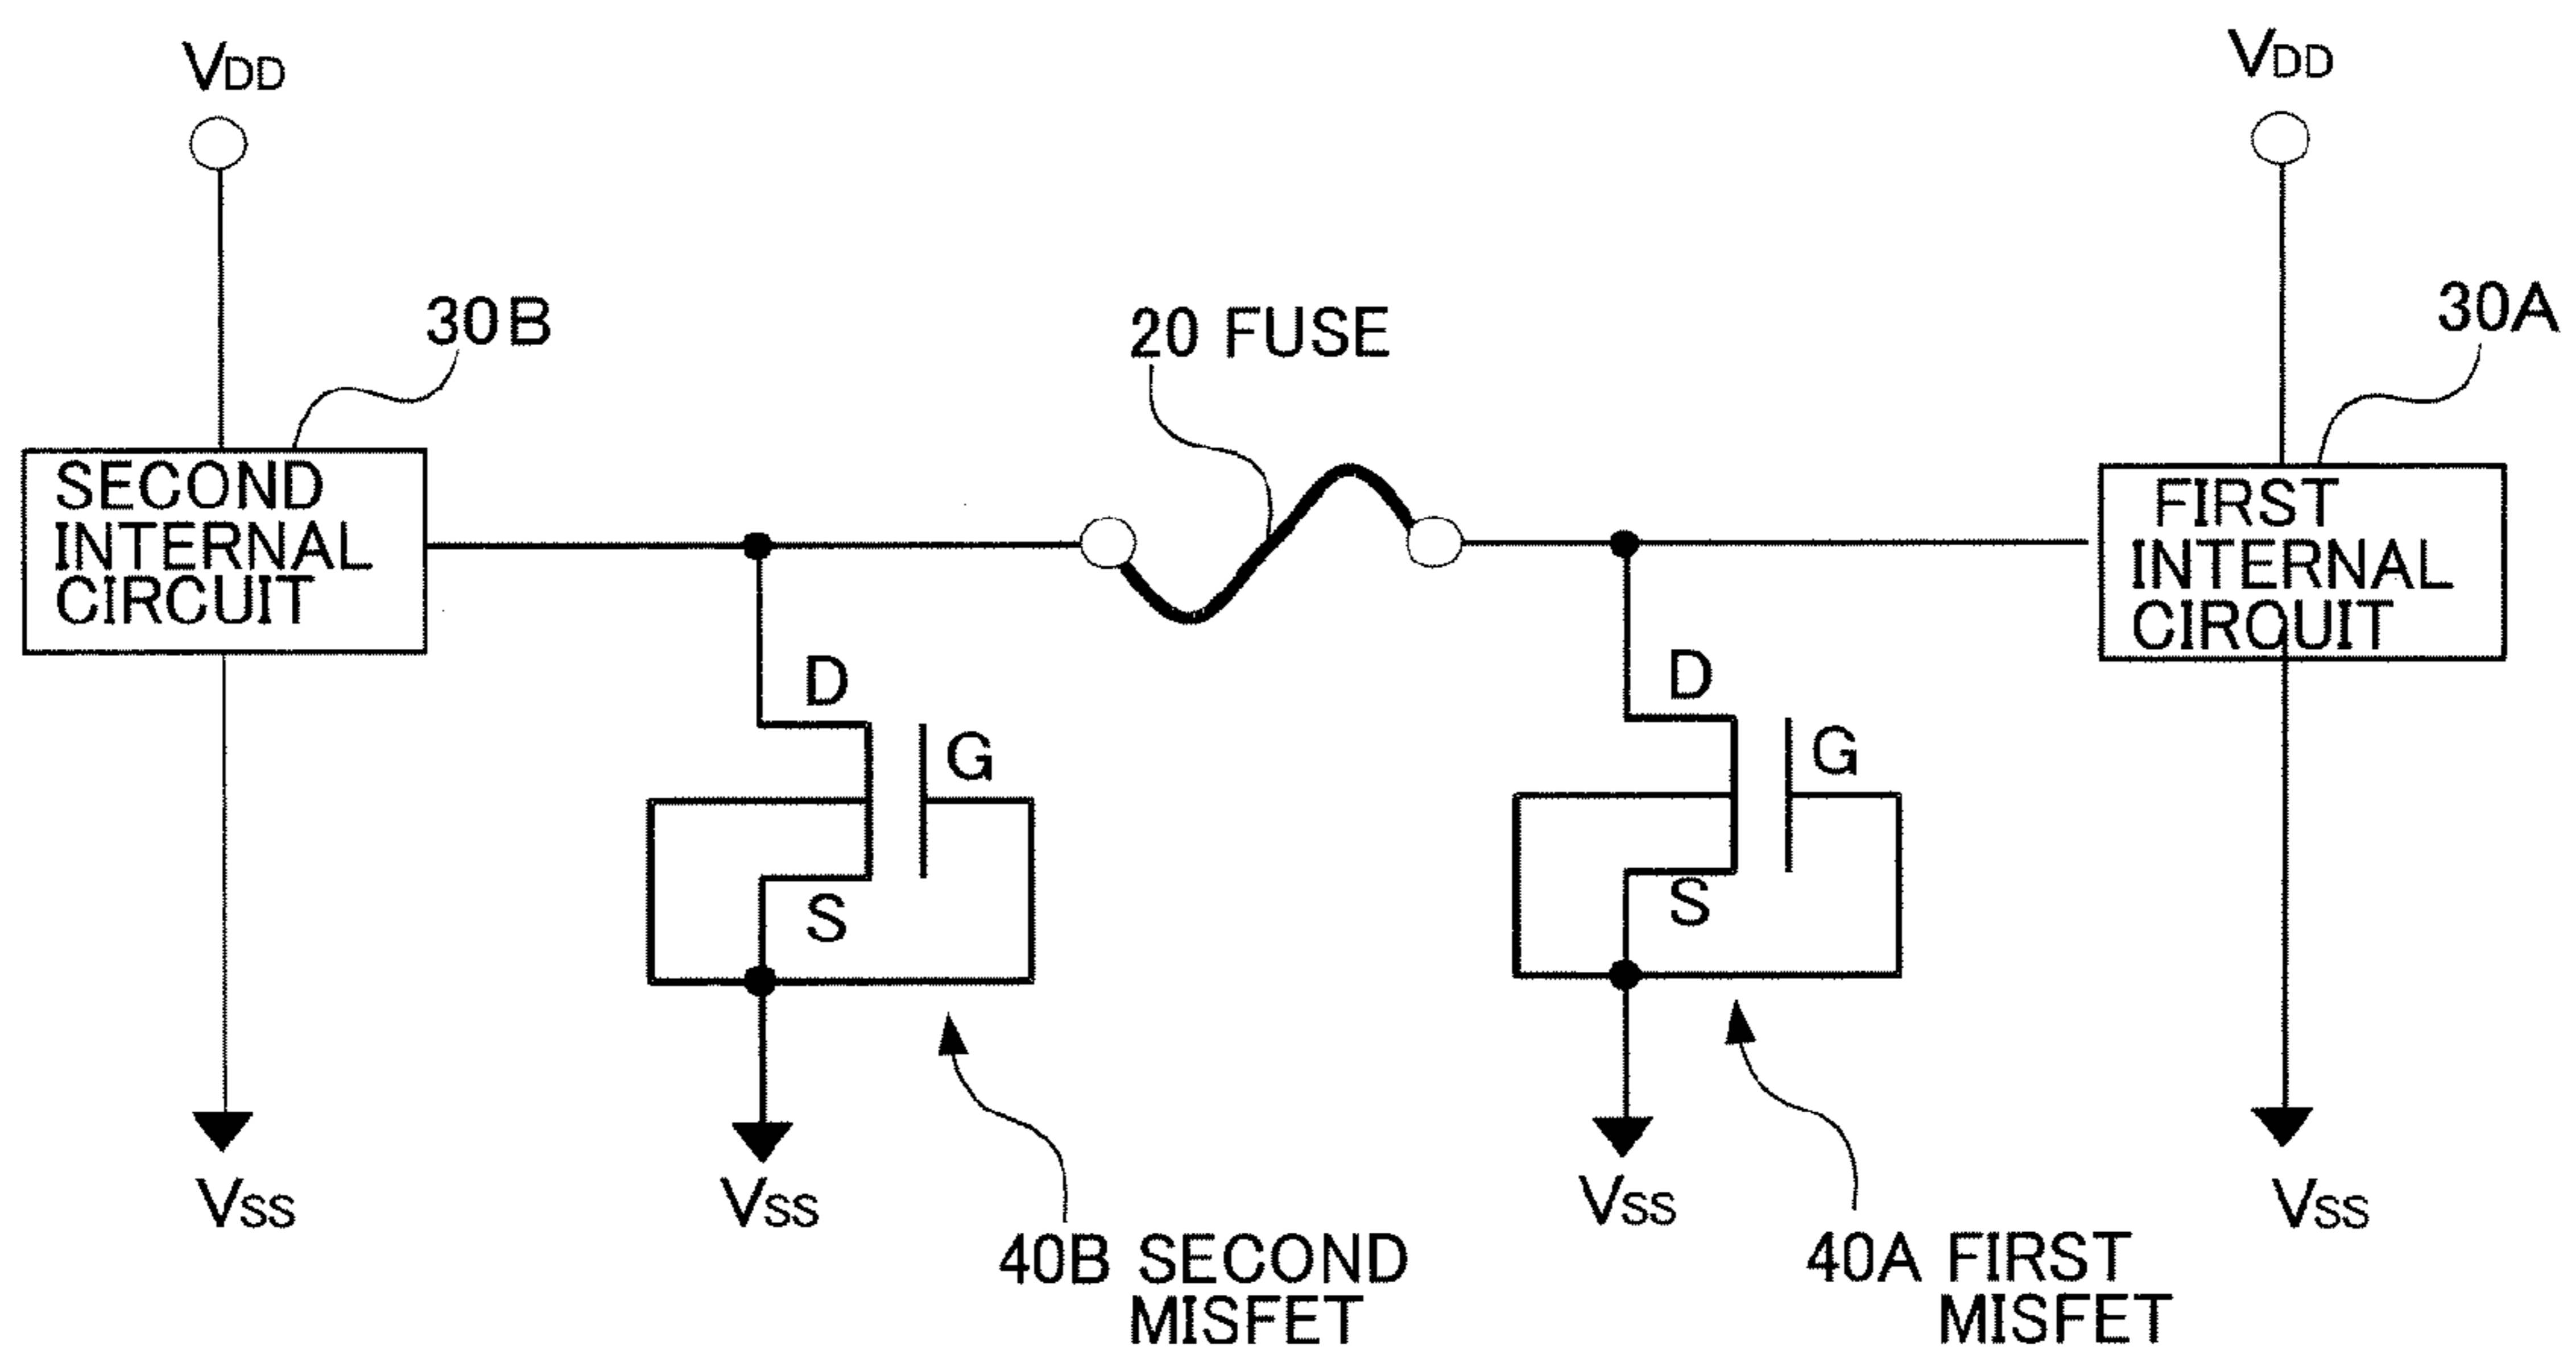 VDD
VDD
30B
20 FUSE
30A
SECOND
INTERNAL
CIRCUIT
FIRST
INTERNAL
CIRCUIT
D
G
S
D
G
S
VSS
VSS
VSS
VSS
40B SECOND
MISFET
40A FIRST
MISFET